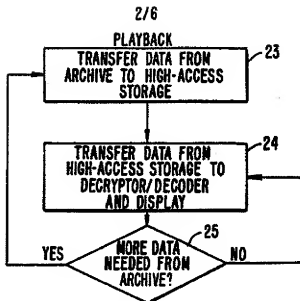 2/6
PLAYBACK
TRANSFER DATA FROM
ARCHIVE TO HIGH-ACCESS
STORAGE
23
TRANSFER DATA FROM
HIGH-ACCESS STORAGE TO
DECRYPTOR/DECODER
AND DISPLAY
24
MORE DATA
NEEDED FROM
ARCHIVE?
25
YES
NO